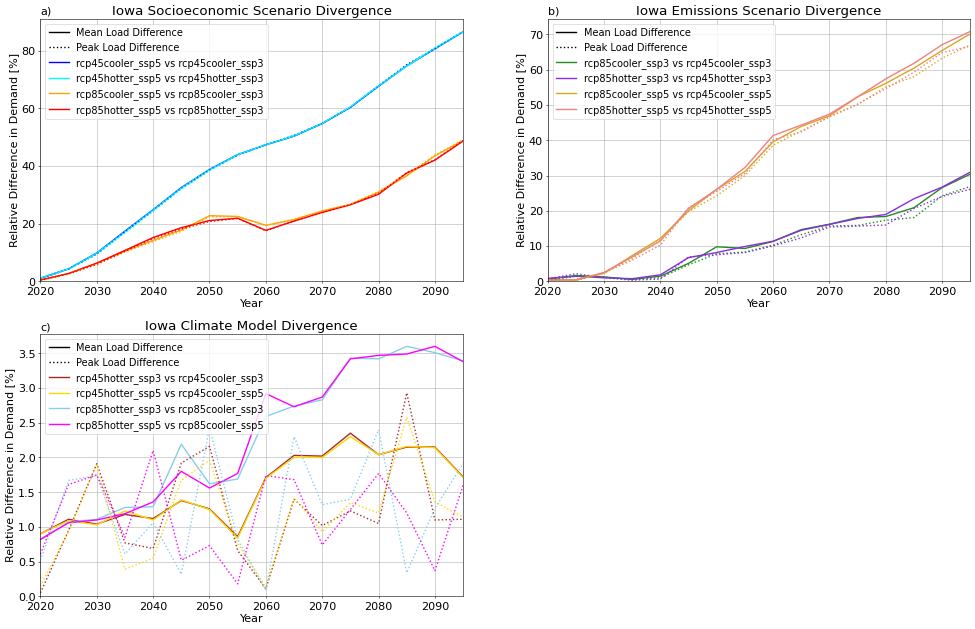 a)
Iowa Socioeconomic Scenario Divergence
Relative Difference in Demand [%]
80
60
40
20
0
Mean Load Difference
Peak Load Difference
rcp45cooler_ssp5 vs rcp45cooler_ssp3
rcp45hotter_ssp5 vs rcp45hotter_ssp3
rcp85cooler_ssp5 vs rcp85cooler_ssp3
rcp85hotter_ssp5 vs rcp85hotter_ssp3
2020 2030 2040 2050 2060 2070 2080 2090
Year
b)
Iowa Emissions Scenario Divergence
Relative Difference in Demand [%]
70
60
50
40
30
20
10
0
Mean Load Difference
Peak Load Difference
rcp85cooler_ssp3 vs rcp45cooler_ssp3
rcp85hotter_ssp3 vs rcp45hotter_ssp3
rcp85cooler_ssp5 vs rcp45cooler_ssp5
rcp85hotter_ssp5 vs rcp45hotter_ssp5
2020 2030 2040 2050 2060 2070 2080 2090
Year
c)
Iowa Climate Model Divergence
Relative Difference in Demand [%]
3.5
3.0
2.5
2.0
1.5
1.0
0.5
0.0
Mean Load Difference
Peak Load Difference
rcp45hotter_ssp3 vs rcp45cooler_ssp3
rcp45hotter_ssp5 vs rcp45cooler_ssp5
rcp85hotter_ssp3 vs rcp85cooler_ssp3
rcp85hotter_ssp5 vs rcp85cooler_ssp5
2020 2030 2040 2050 2060 2070 2080 2090
Year